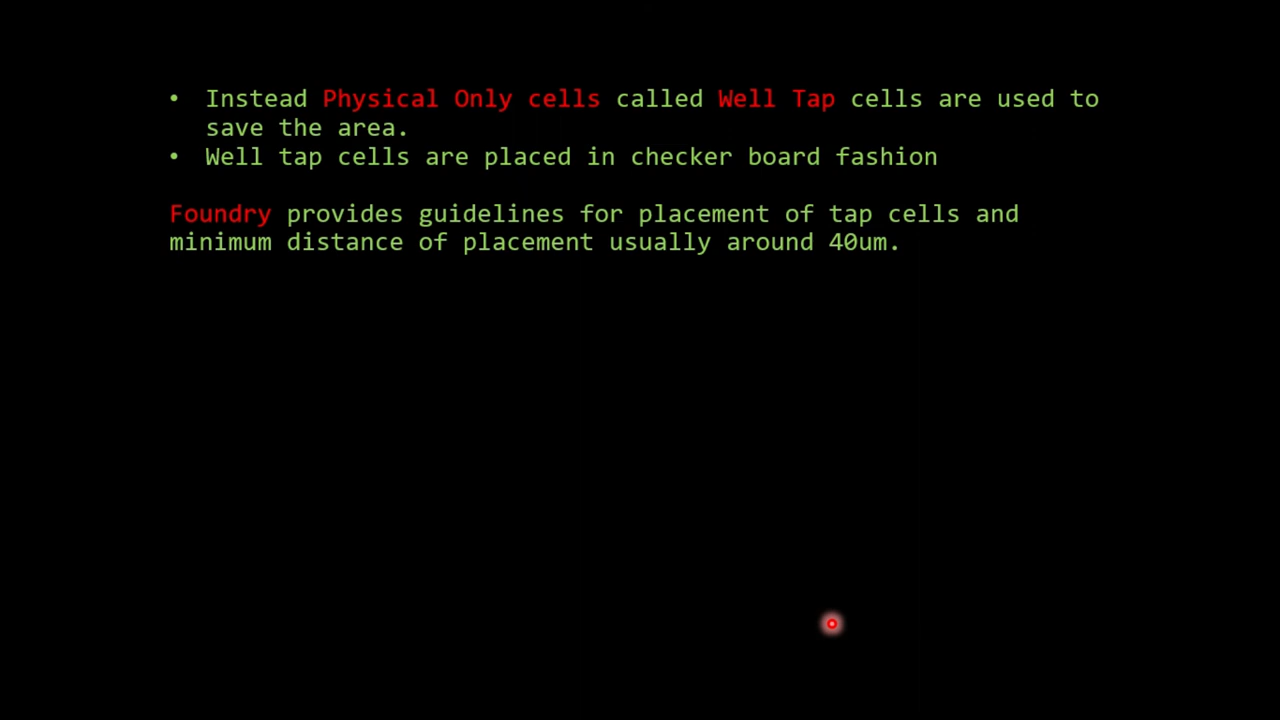 • Instead Physical Only cells called Well Tap cells are used to
save the area.
• Well tap cells are placed in checker board fashion
Foundry provides guidelines for placement of tap cells and
minimum distance of placement usually around 40um.